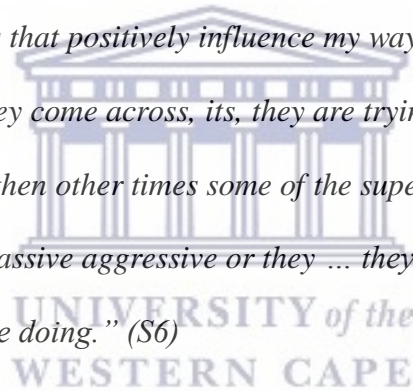 that positively influence my way
ey come across, its, they are tryin
then other times some of the supe
assive aggressive or they … they
e doing.” (S6)
UNIVERSITY of the
WESTERN CAPE